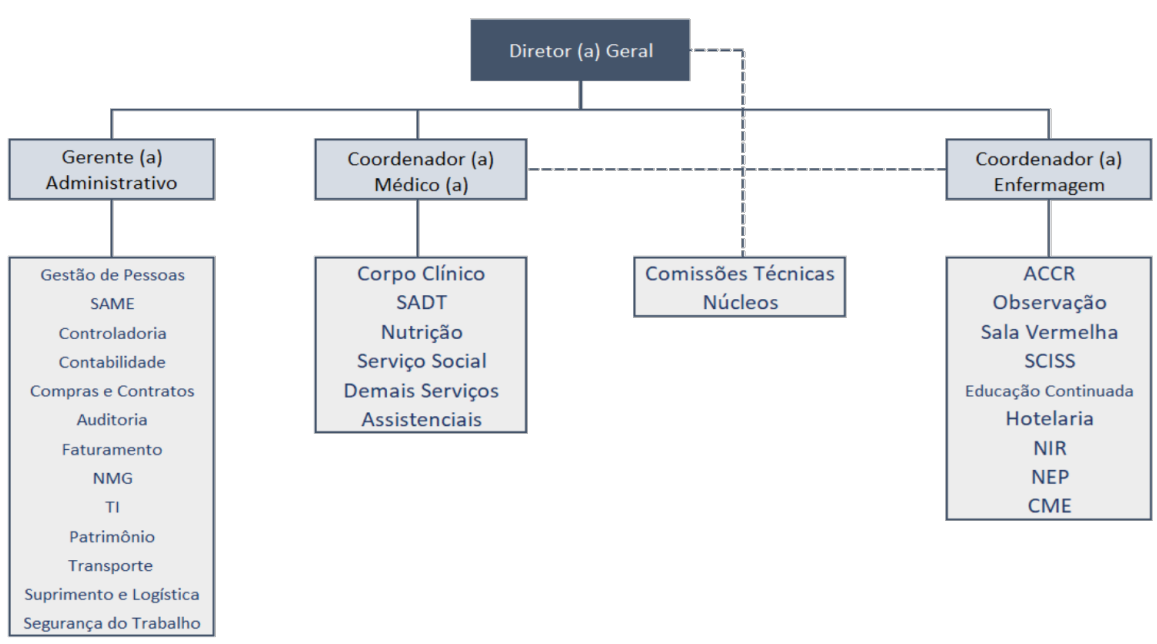 Diretor (a) Geral
Gerente (a)
Administrativo
Coordenador (a)
Médico (a)
Coordenador (a)
Enfermagem
Gestão de Pessoas
SAME
Controladoria
Contabilidade
Compras e Contratos
Auditoria
Faturamento
NMG
TI
Patrimônio
Transporte
Suprimento e Logística
Segurança do Trabalho
Corpo Clínico
SADT
Nutrição
Serviço Social
Demais Serviços
Assistenciais
Comissões Técnicas
Núcleos
ACCR
Observação
Sala Vermelha
SCISS
Educação Continuada
Hotelaria
NIR
NEP
CME